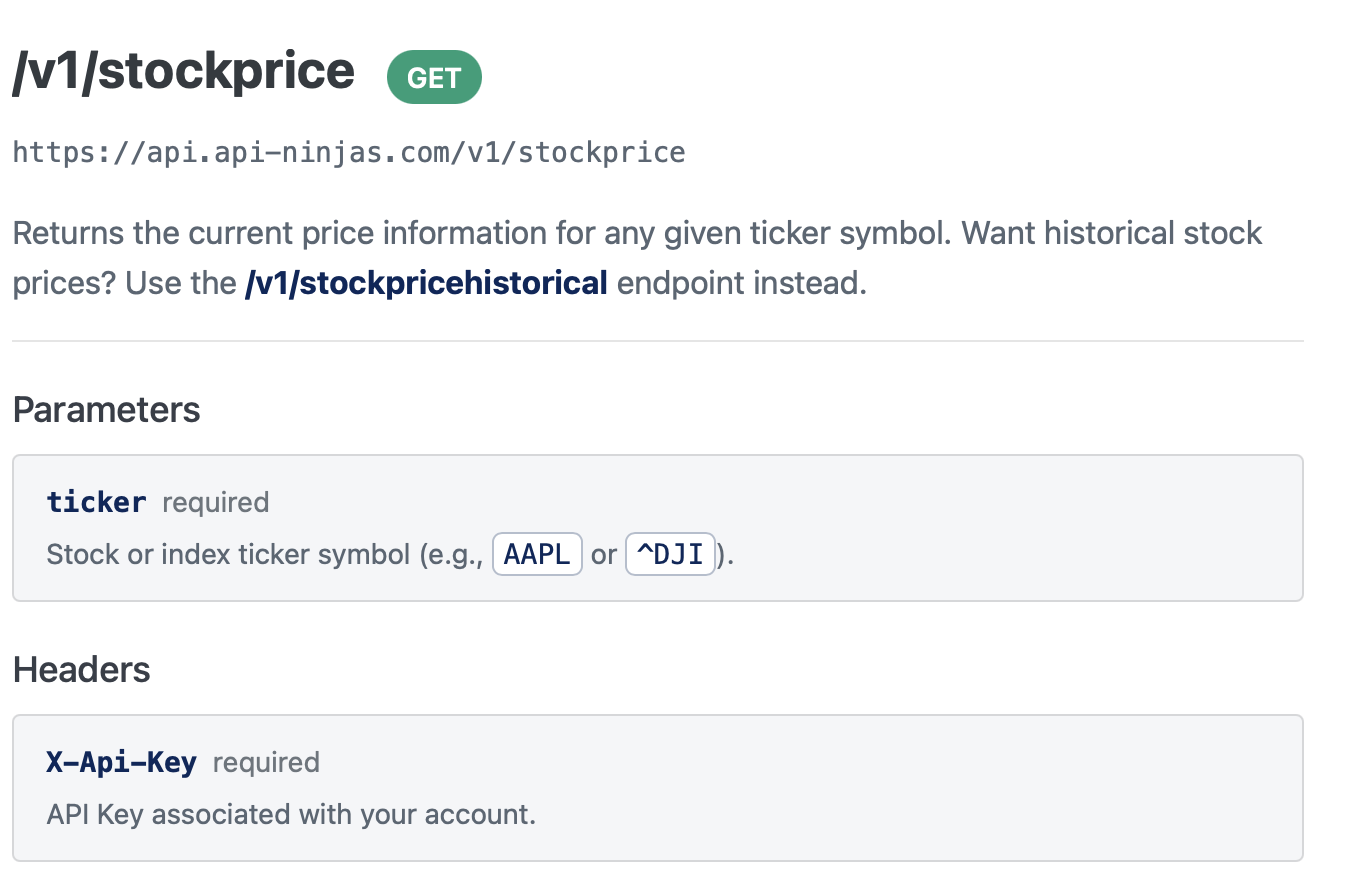 /v1/stockprice GET
https://api.api-ninjas.com/v1/stockprice
Returns the current price information for any given ticker symbol. Want historical stock
prices? Use the /v1/stockpricehistorical endpoint instead.
Parameters
ticker required
Stock or index ticker symbol (e.g., AAPL or ^DJI).
Headers
X-Api-Key required
API Key associated with your account.